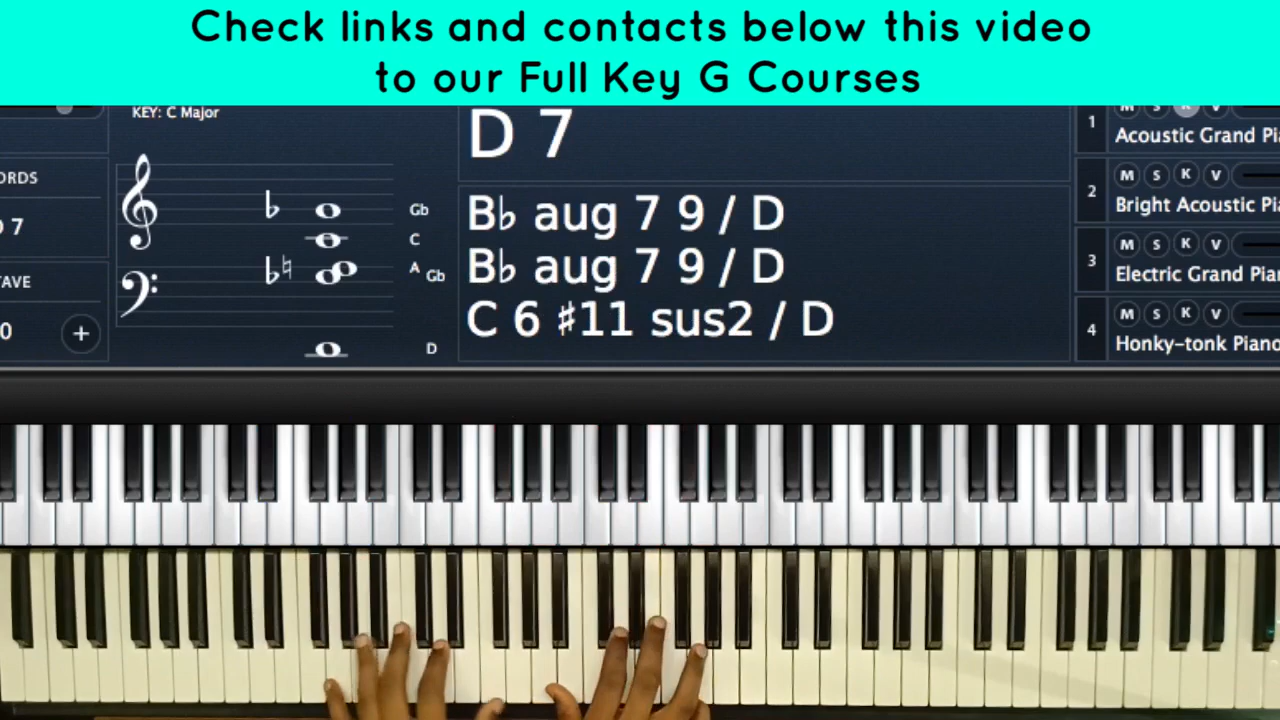 Check links and contacts below this video
to our Full Key G Courses
KEY: C Major
D 7
B♭ aug 7 9 / D
B♭ aug 7 9 / D
C 6 ♯11 sus2 / D
ORDS
7
TAVE
0
+
Gb
C
A Gb
D
1
M S K V
Acoustic Grand Pi
2
M S K V
Bright Acoustic Pia
3
M S K V
Electric Grand Pia
4
M S K V
Honky-tonk Piano